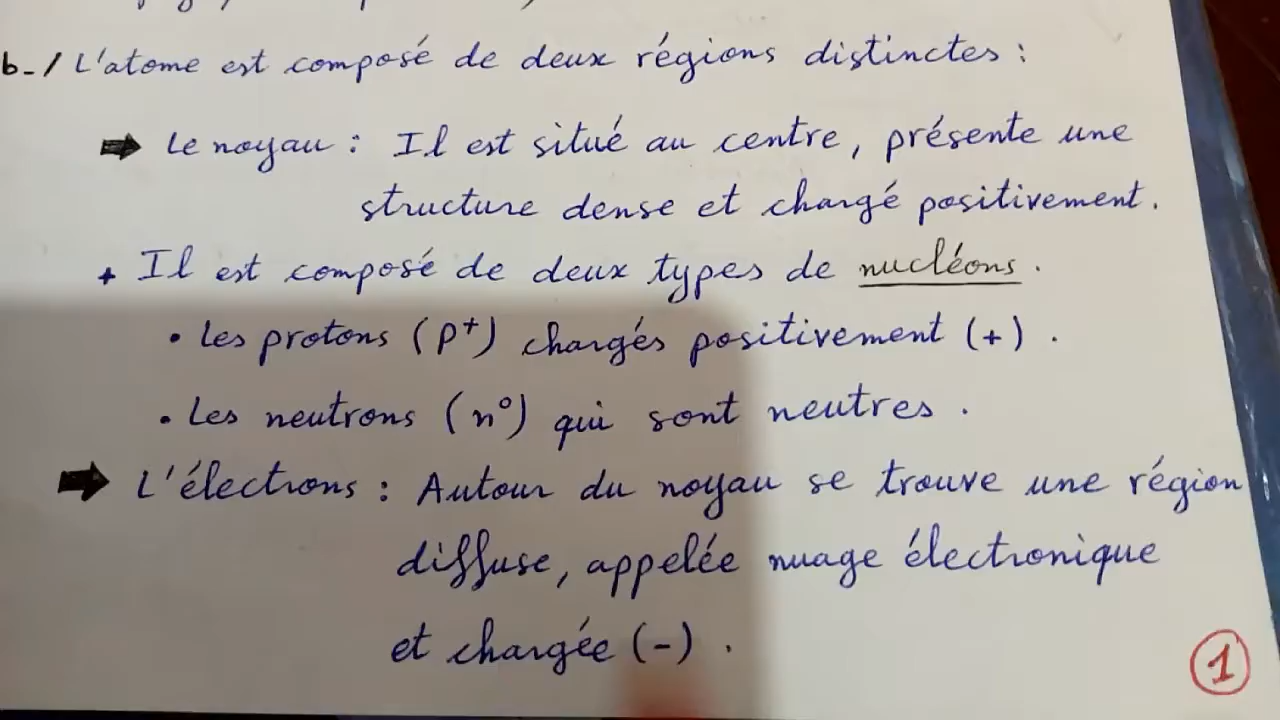 b-/ L'atome est composé de deux régions distinctes :
➡ Le noyau : Il est situé au centre, présente une
structure dense et chargé positivement.
+ Il est composé de deux types de nucléons.
• Les protons (P⁺) chargés positivement (+).
• Les neutrons (n°) qui sont neutres.
➡ L'électrons : Autour du noyau se trouve une région
diffuse, appelée nuage électronique
et chargée (-).
1